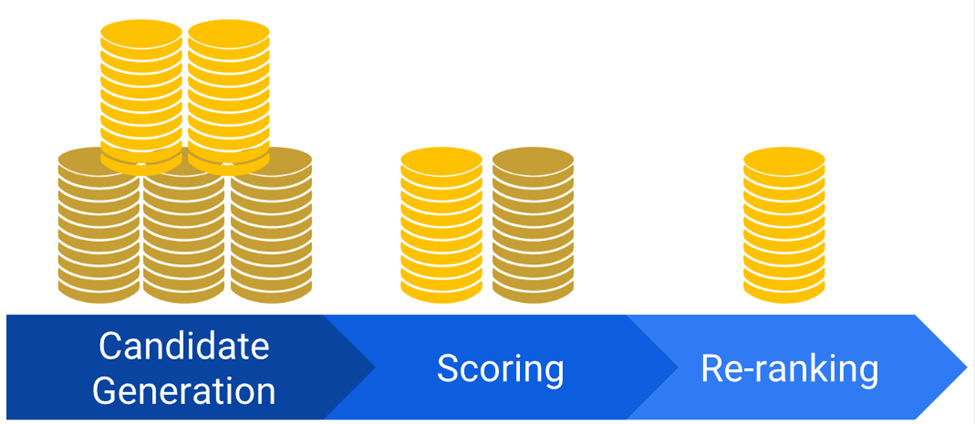 Candidate
Generation
Scoring
Re-ranking